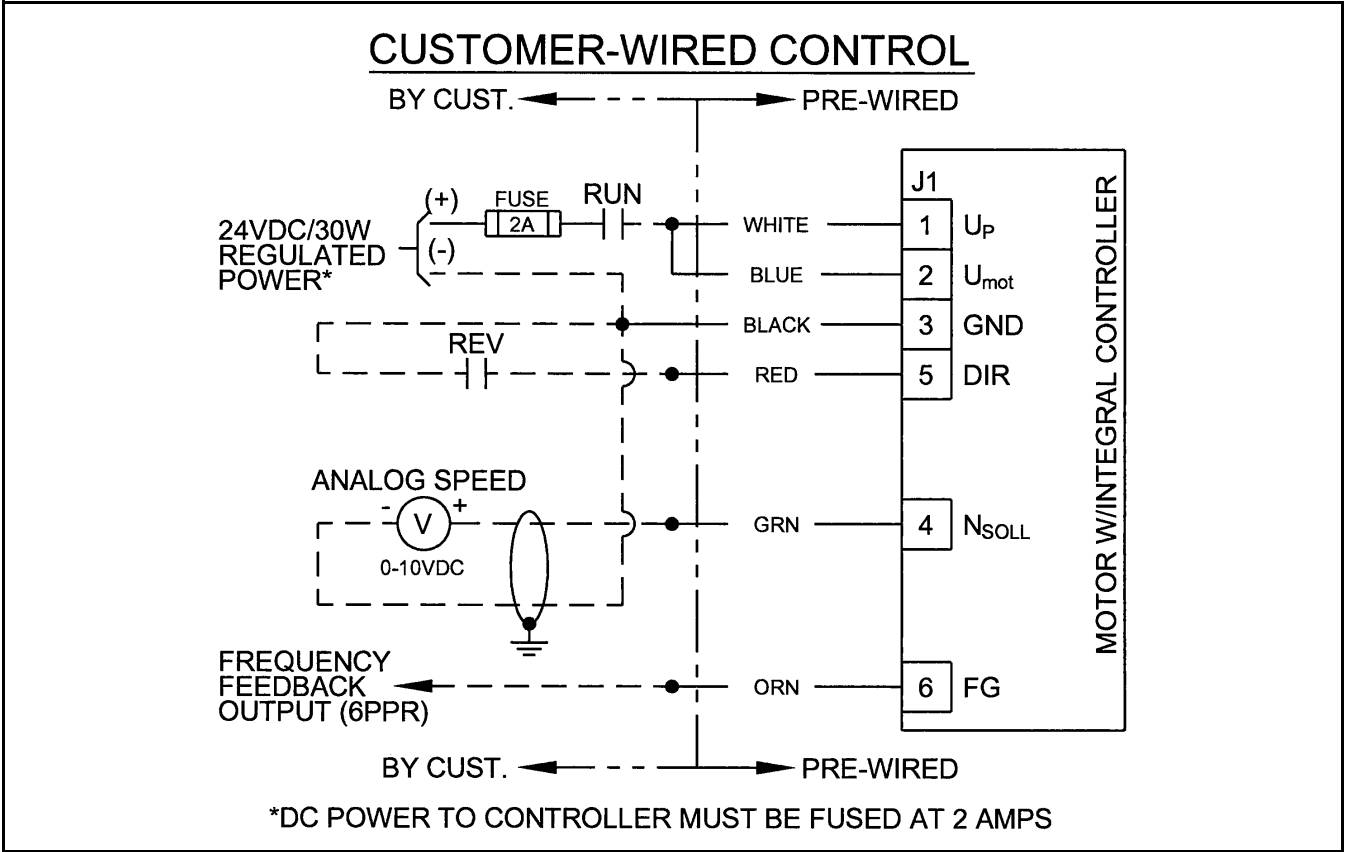 CUSTOMER-WIRED CONTROL
BY CUST.
PRE-WIRED
J1
(+)
FUSE
2A
RUN
WHITE
1
UP
24VDC/30W
REGULATED
POWER*
(-)
BLUE
2
Umot
BLACK
3
GND
REV
RED
5
DIR
MOTOR W/INTEGRAL CONTROLLER
ANALOG SPEED
- V +
0-10VDC
GRN
4
NSOLL
FREQUENCY
FEEDBACK
OUTPUT (6PPR)
ORN
6
FG
BY CUST.
PRE-WIRED
*DC POWER TO CONTROLLER MUST BE FUSED AT 2 AMPS